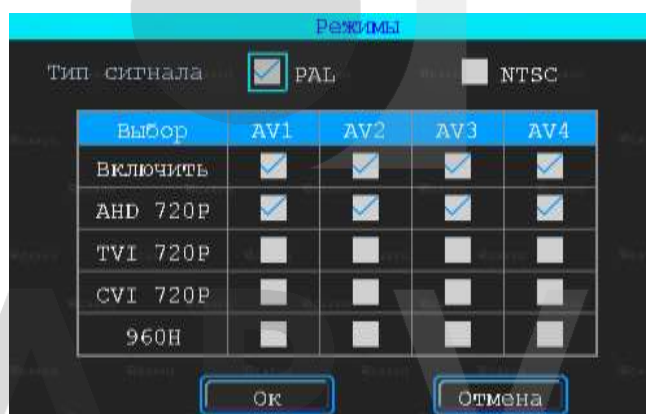 Режимы
Тип сигнала PAL NTSC
Выбор AV1 AV2 AV3 AV4
Включить
AHD 720P
TVI 720P
CVI 720P
960H
Ок Отмена